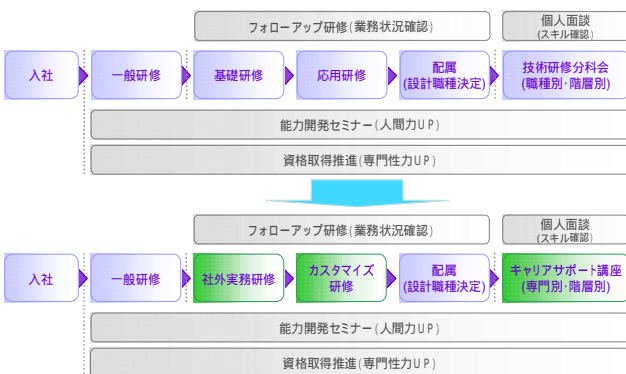 フォローアップ研修(業務状況確認)
個人面談
(スキル確認)
入社
一般研修
基礎研修
応用研修
配属
(設計職種決定)
技術研修分科会
(職種別･階層別)
能力開発セミナー(人間力UP)
資格取得推進(専門性力UP)
フォローアップ研修(業務状況確認)
個人面談
(スキル確認)
入社
一般研修
社外実務研修
カスタマイズ
研修
配属
(設計職種決定)
キャリアサポート講座
(専門別･階層別)
能力開発セミナー(人間力UP)
資格取得推進(専門性力UP)